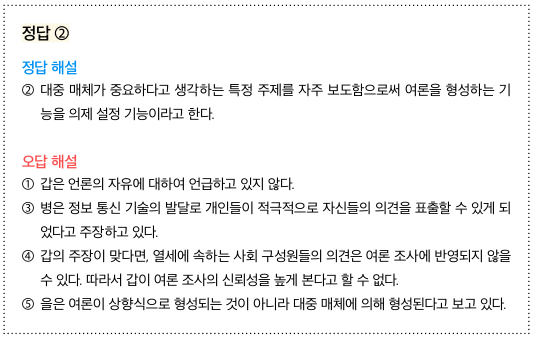 정답 ②
정답 해설
② 대중 매체가 중요하다고 생각하는 특정 주제를 자주 보도함으로써 여론을 형성하는 기
능을 의제 설정 기능이라고 한다.
오답 해설
① 갑은 언론의 자유에 대하여 언급하고 있지 않다.
③ 병은 정보 통신 기술의 발달로 개인들이 적극적으로 자신들의 의견을 표출할 수 있게 되
었다고 주장하고 있다.
④ 갑의 주장이 맞다면, 열세에 속하는 사회 구성원들의 의견은 여론 조사에 반영되지 않을
수 있다. 따라서 갑이 여론 조사의 신뢰성을 높게 본다고 할 수 없다.
⑤ 을은 여론이 상향식으로 형성되는 것이 아니라 대중 매체에 의해 형성된다고 보고 있다.